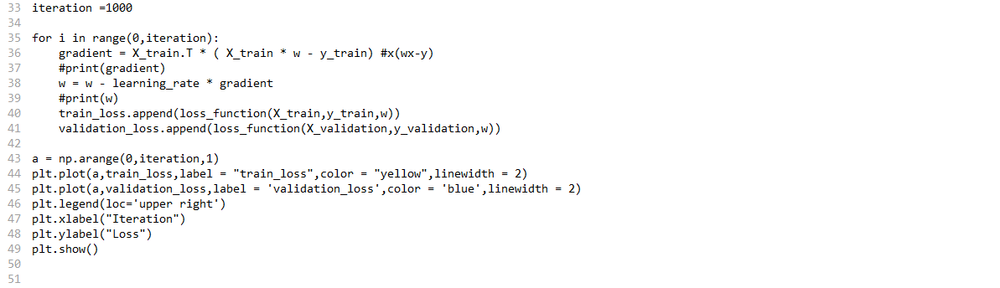 33 iteration =1000
34
35 for i in range(0,iteration):
36     gradient = X_train.T * ( X_train * w - y_train) #x(wx-y)
37     #print(gradient)
38     w = w - learning_rate * gradient
39     #print(w)
40     train_loss.append(loss_function(X_train,y_train,w))
41     validation_loss.append(loss_function(X_validation,y_validation,w))
42
43 a = np.arange(0,iteration,1)
44 plt.plot(a,train_loss,label = "train_loss",color = "yellow",linewidth = 2)
45 plt.plot(a,validation_loss,label = 'validation_loss',color = 'blue',linewidth = 2)
46 plt.legend(loc='upper right')
47 plt.xlabel("Iteration")
48 plt.ylabel("Loss")
49 plt.show()
50
51